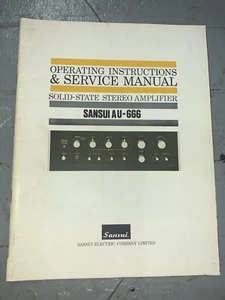 OPERATING INSTRUCTIONS
& SERVICE MANUAL
SOLID-STATE STEREO AMPLIFIER
SANSUI AU-666
Sansui
SANSUI ELECTRIC COMPANY LIMITED